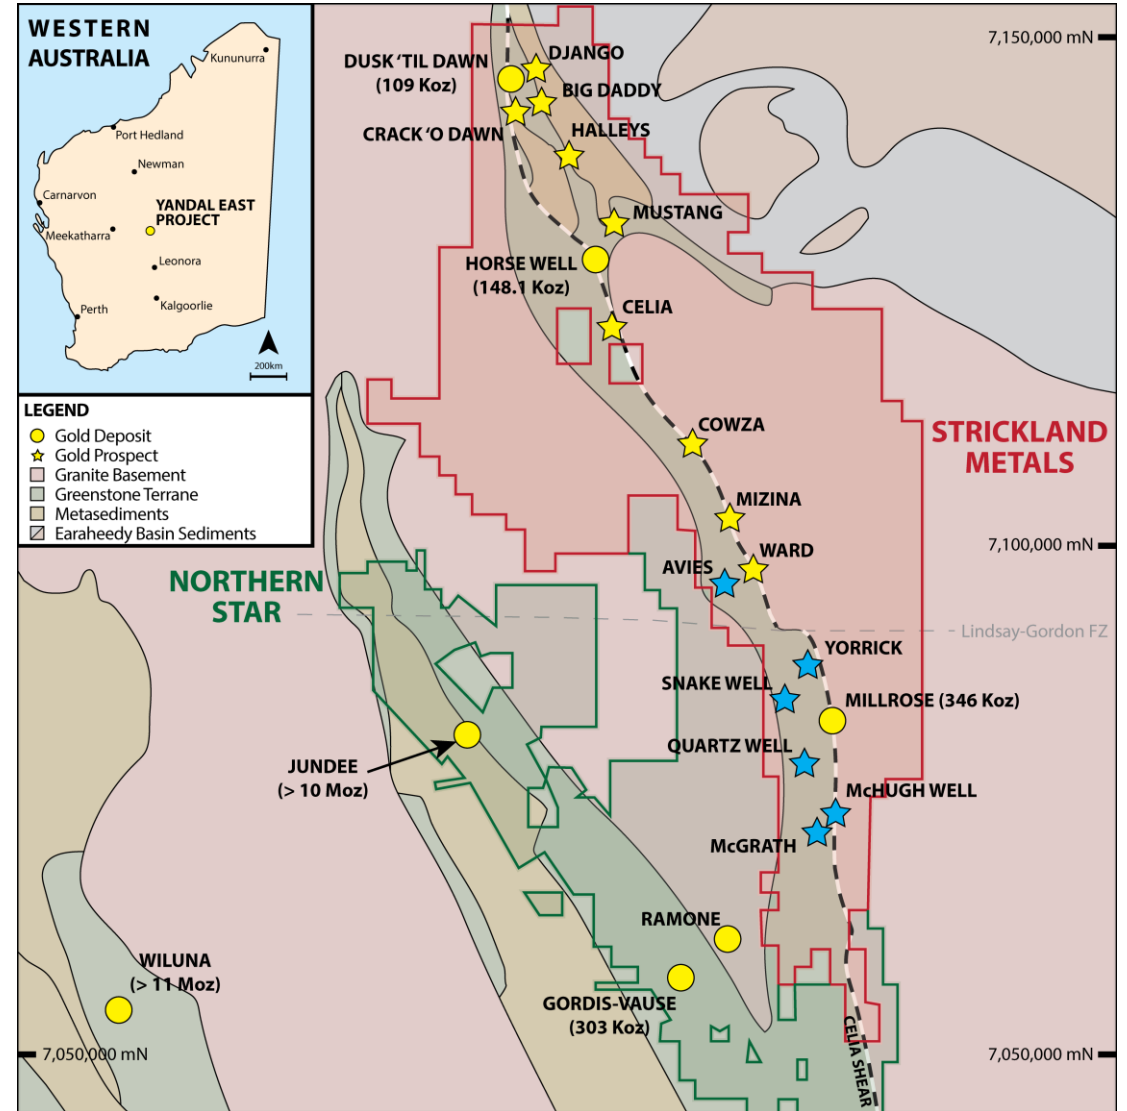 WESTERN
AUSTRALIA
Kununurra
Port Hedland
Newman
Carnarvon
YANDAL EAST
PROJECT
Meekatharra
Leonora
Kalgoorlie
Perth
200km
LEGEND
Gold Deposit
Gold Prospect
Granite Basement
Greenstone Terrane
Metasediments
Earaheedy Basin Sediments
7,150,000 mN
DUSK ‘TIL DAWN
(109 Koz)
DJANGO
BIG DADDY
CRACK ‘O DAWN
HALLEYS
MUSTANG
HORSE WELL
(148.1 Koz)
CELIA
COWZA
STRICKLAND
METALS
MIZINA
7,100,000 mN
WARD
AVIES
NORTHERN
STAR
Lindsay-Gordon FZ
YORRICK
SNAKE WELL
MILLROSE (346 Koz)
QUARTZ WELL
JUNDEE
(> 10 Moz)
McHUGH WELL
McGRATH
RAMONE
WILUNA
(> 11 Moz)
GORDIS-VAUSE
(303 Koz)
7,050,000 mN
7,050,000 mN
CELIA SHEAR